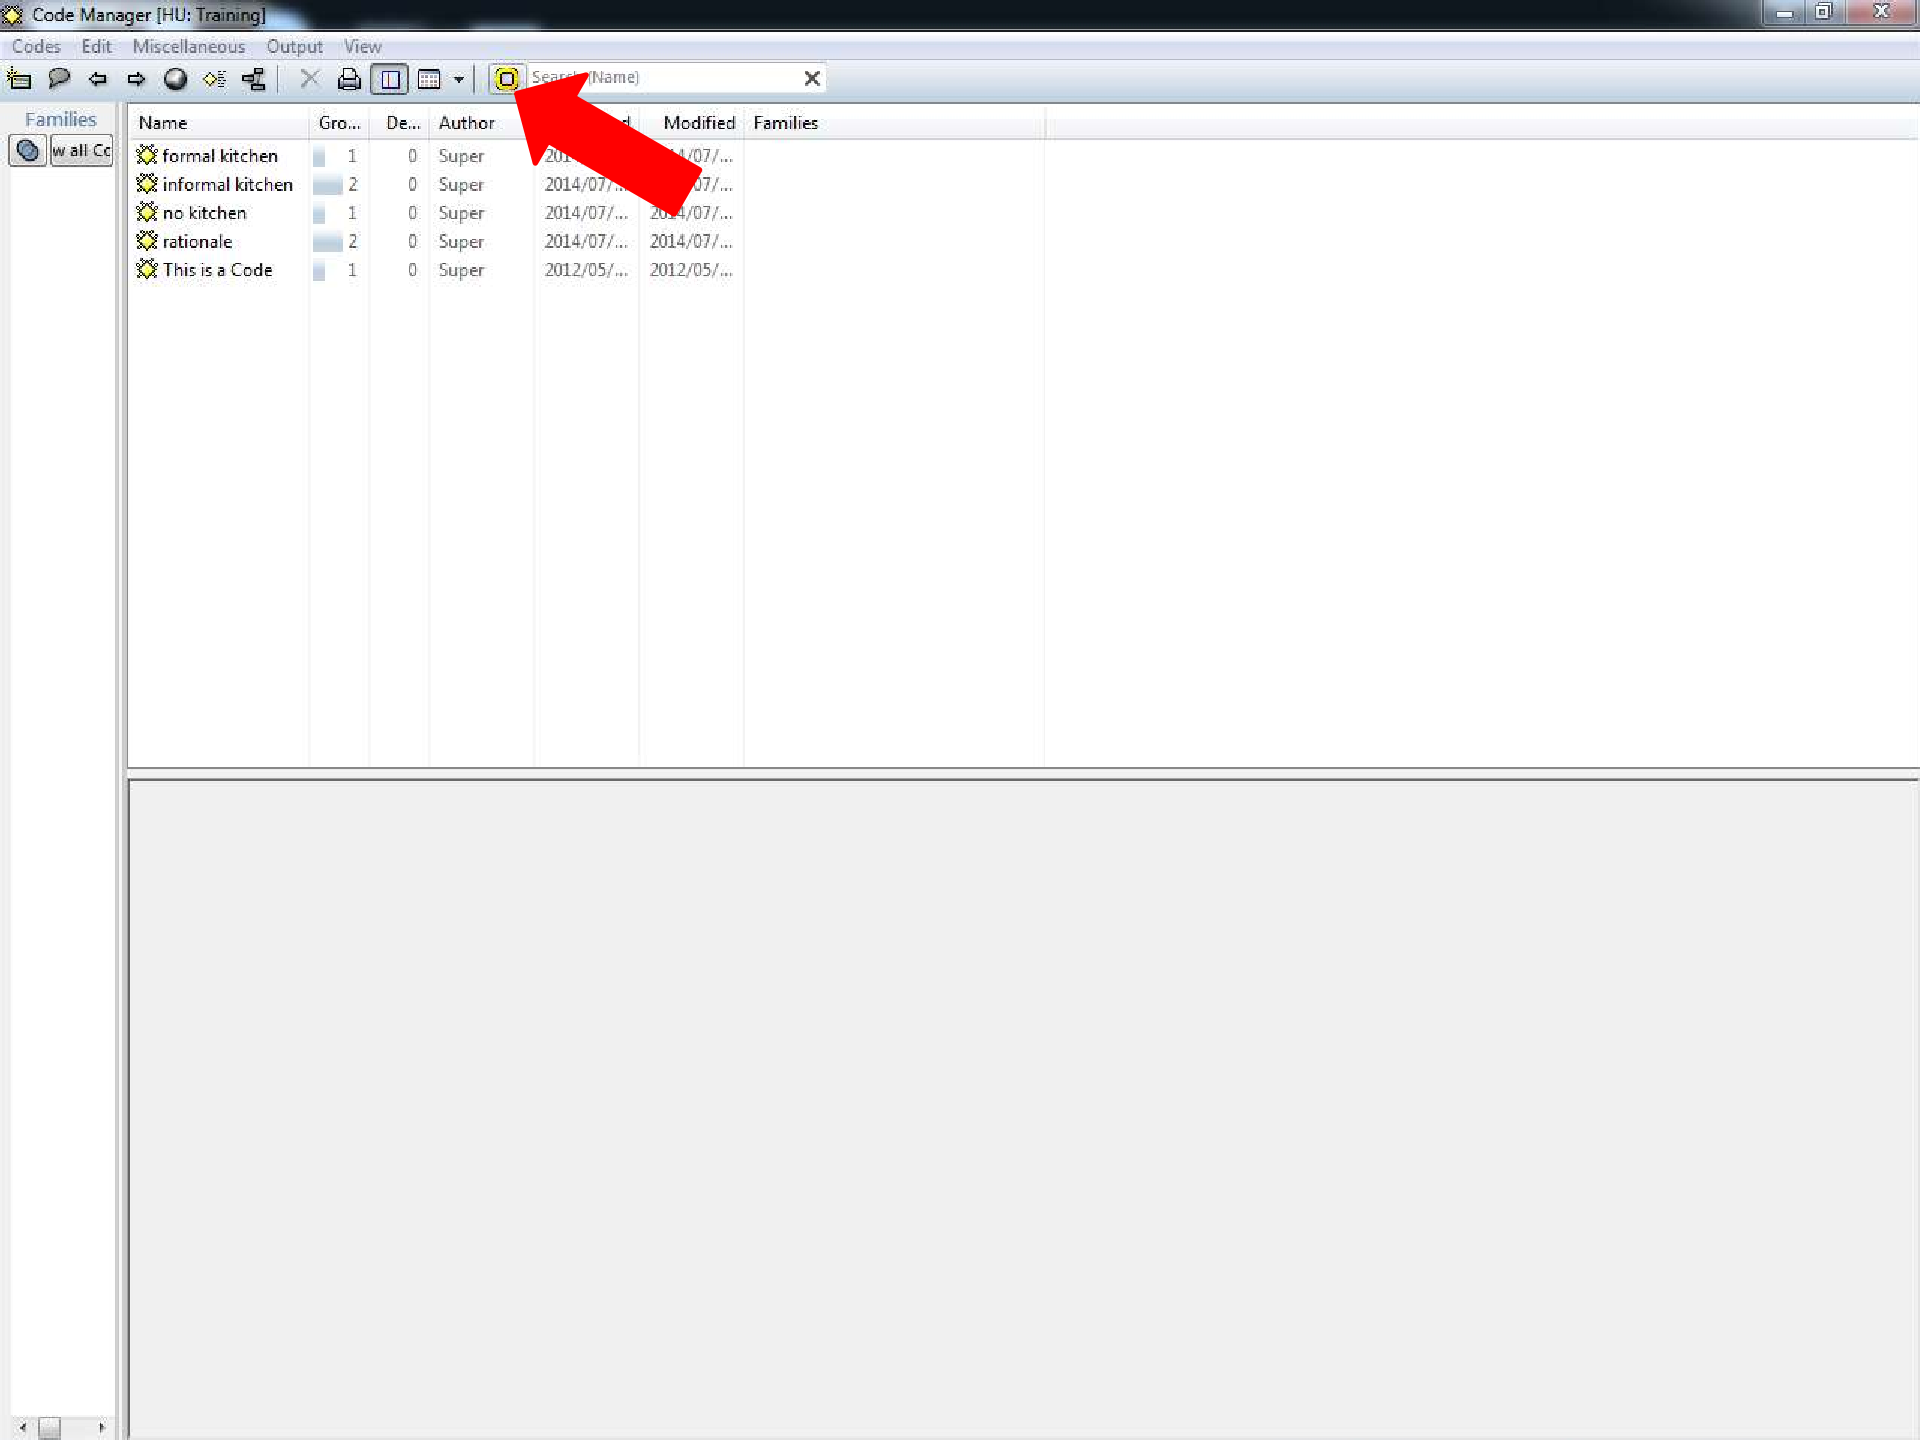 Code Manager [HU: Training]
Codes Edit Miscellaneous Output View
(Name)
Families
w all Cc
Name Gro... De... Author Modified Families
formal kitchen 1 0 Super
informal kitchen 2 0 Super 2014/07/...
no kitchen 1 0 Super 2014/07/...
rationale 2 0 Super 2014/07/... 2014/07/...
This is a Code 1 0 Super 2012/05/... 2012/05/...